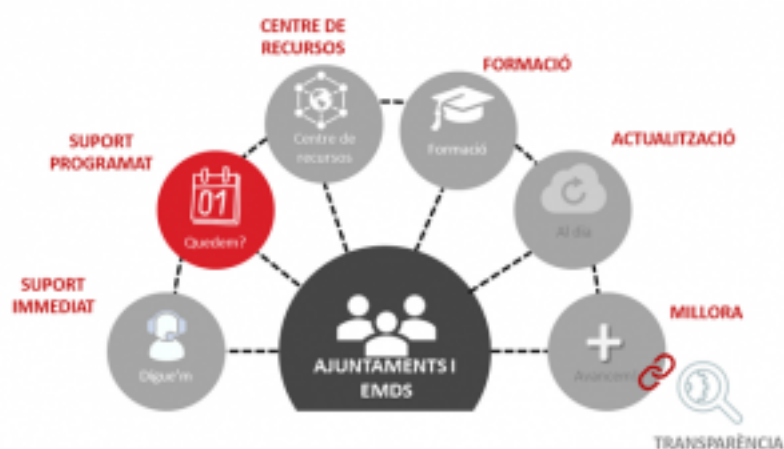 CENTRE DE
RECURSOS
FORMACIÓ
Centre de
recursos
Formació
ACTUALITZACIÓ
SUPORT
PROGRAMAT
01
Quedem?
Al dia
SUPORT
IMMEDIAT
MILLORA
AJUNTAMENTS I
EMDS
Digue'm
Avancem!
TRANSPARÈNCIA